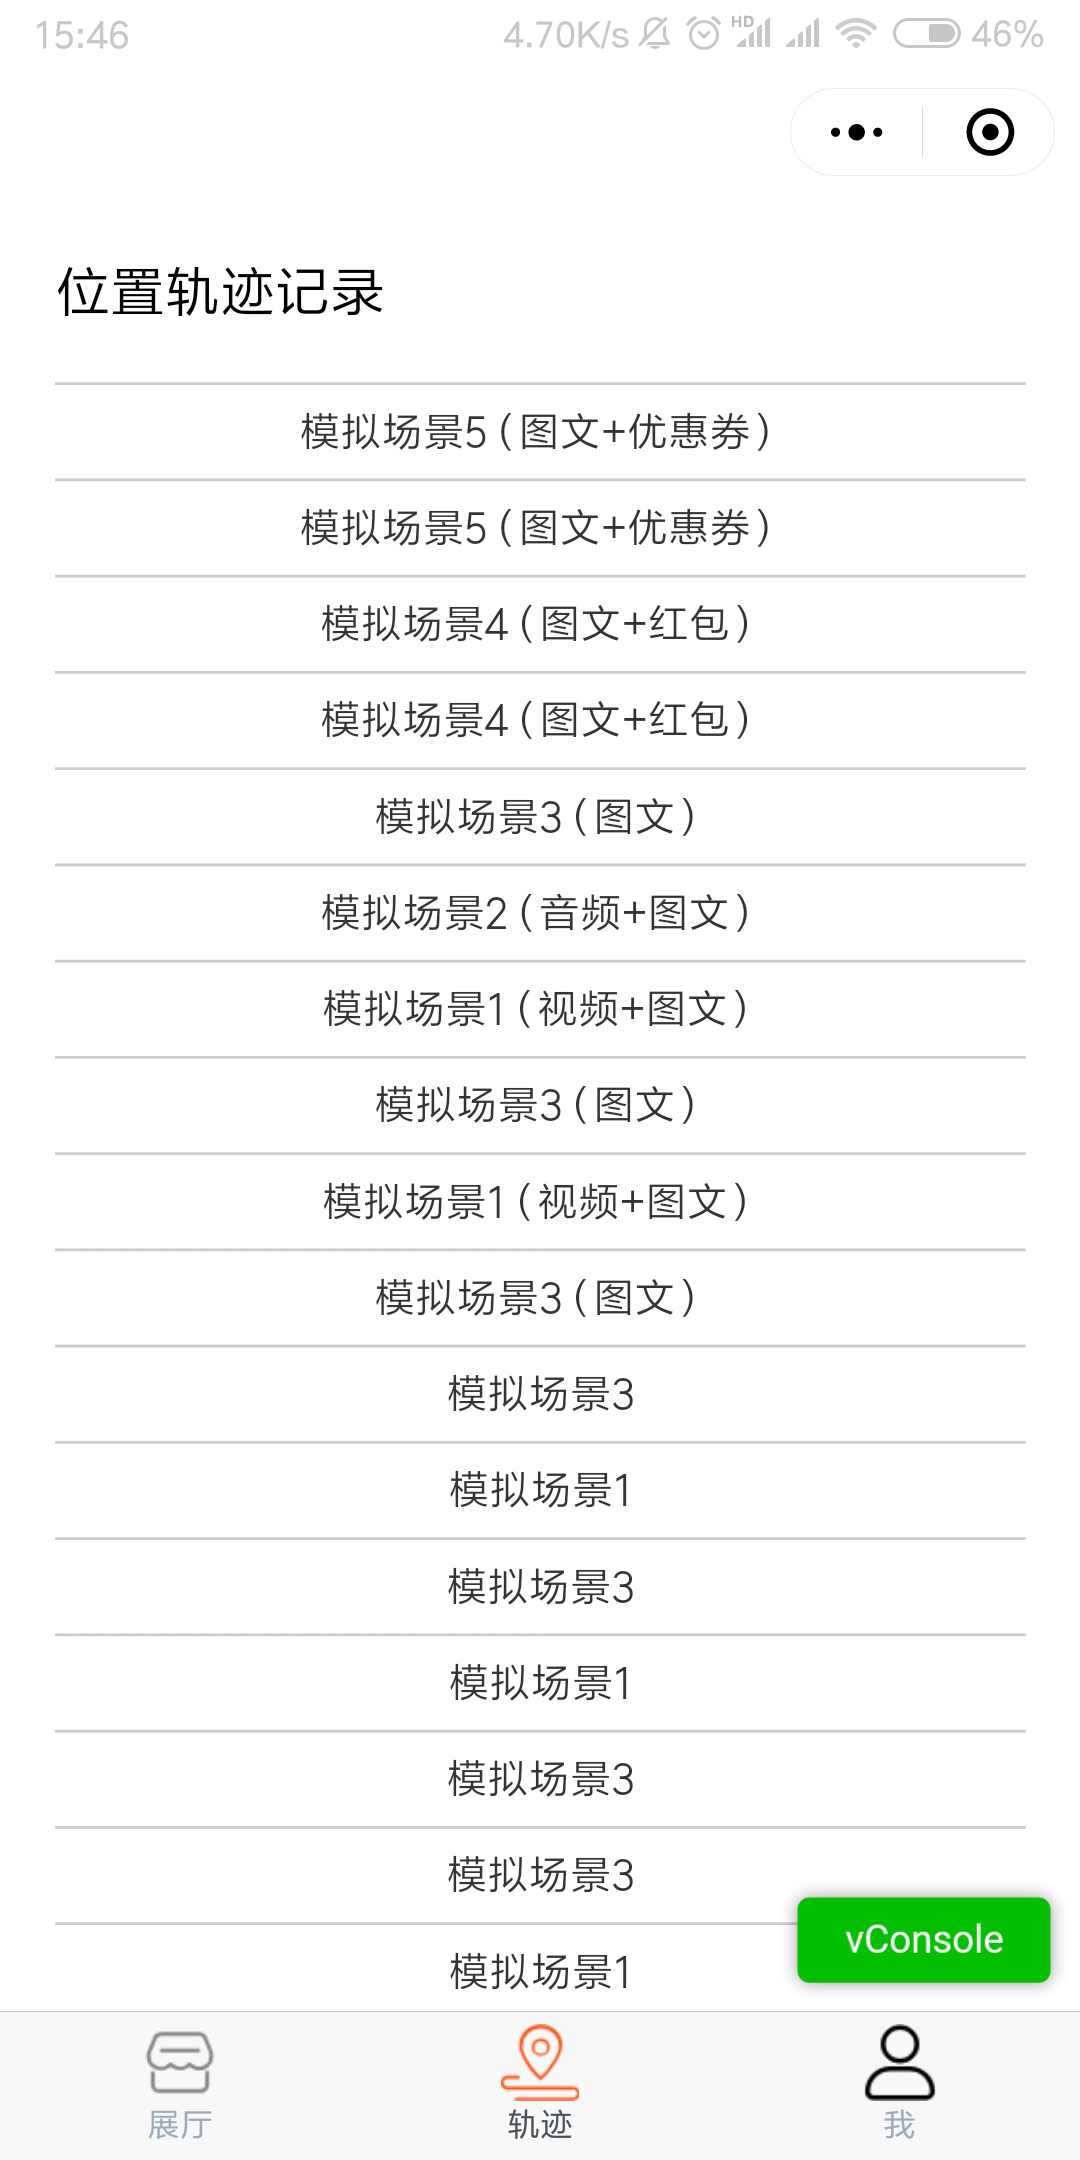 15:46
4.70K/s HD 46%
位置轨迹记录
模拟场景5(图文+优惠券)
模拟场景5(图文+优惠券)
模拟场景4(图文+红包)
模拟场景4(图文+红包)
模拟场景3(图文)
模拟场景2(音频+图文)
模拟场景1(视频+图文)
模拟场景3(图文)
模拟场景1(视频+图文)
模拟场景3(图文)
模拟场景3
模拟场景1
模拟场景3
模拟场景1
模拟场景3
模拟场景3
模拟场景1
vConsole
展厅
轨迹
我